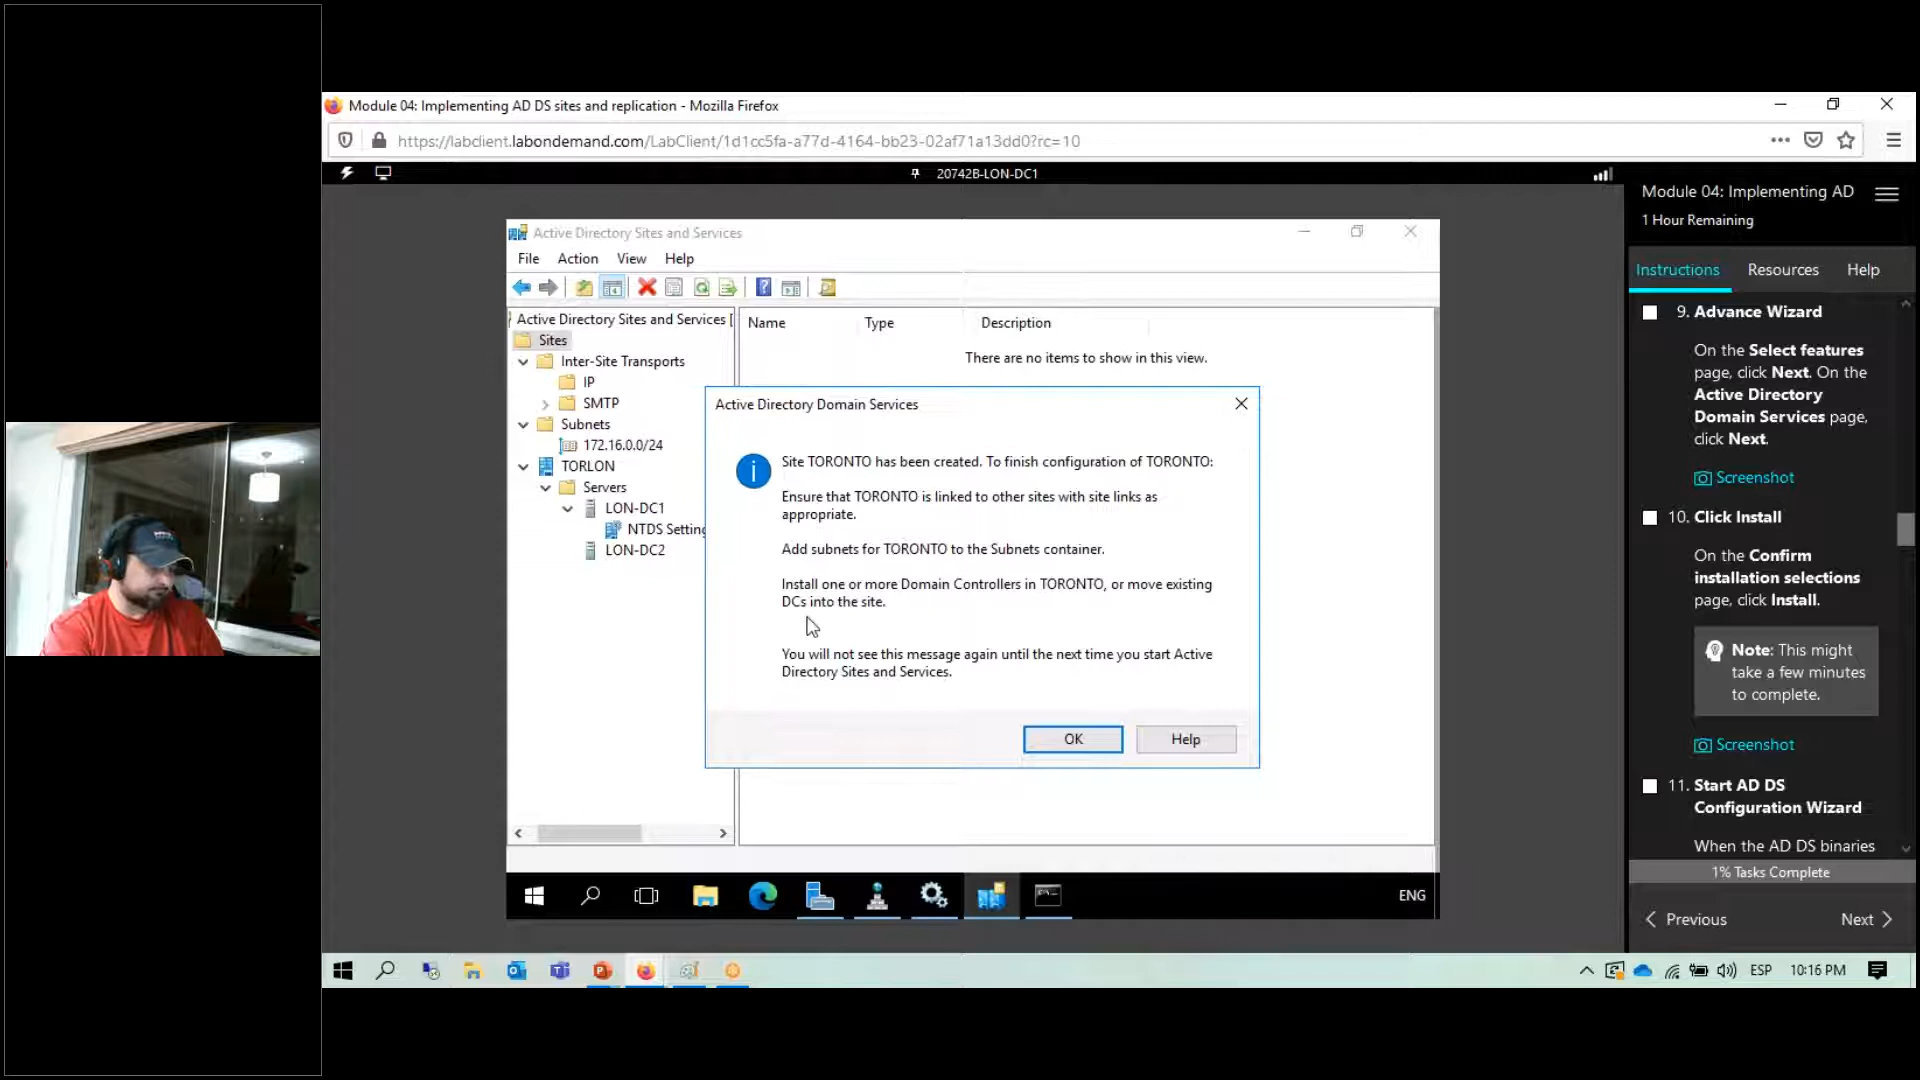 Module 04: Implementing AD DS sites and replication - Mozilla Firefox
https://labclient.labondemand.com/LabClient/1d1cc5fa-a77d-4164-bb23-02af71a13dd0?rc=10
20742B-LON-DC1
Active Directory Sites and Services
File Action View Help
Active Directory Sites and Services [
Sites
Inter-Site Transports
IP
SMTP
Subnets
172.16.0.0/24
TORLON
Servers
LON-DC1
NTDS Setting
LON-DC2
Name Type Description
There are no items to show in this view.
Active Directory Domain Services
Site TORONTO has been created. To finish configuration of TORONTO:
Ensure that TORONTO is linked to other sites with site links as
appropriate.
Add subnets for TORONTO to the Subnets container.
Install one or more Domain Controllers in TORONTO, or move existing
DCs into the site.
You will not see this message again until the next time you start Active
Directory Sites and Services.
OK Help
ENG
Module 04: Implementing AD
1 Hour Remaining
Instructions Resources Help
9. Advance Wizard
On the Select features
page, click Next. On the
Active Directory
Domain Services page,
click Next.
Screenshot
10. Click Install
On the Confirm
installation selections
page, click Install.
Note: This might
take a few minutes
to complete.
Screenshot
11. Start AD DS
Configuration Wizard
When the AD DS binaries
1% Tasks Complete
Previous Next
ESP 10:16 PM